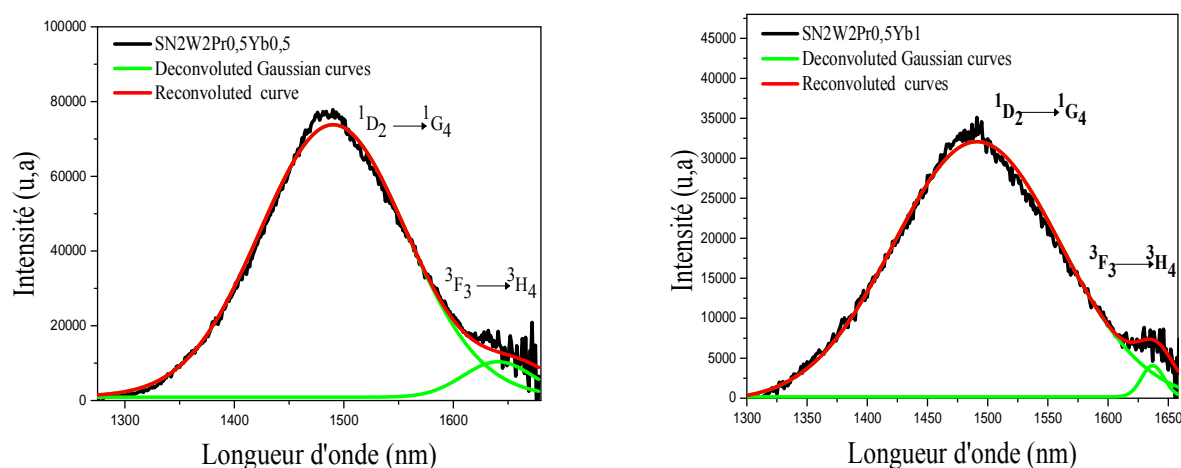 SN2W2Pr0,5Yb0,5
Deconvoluted Gaussian curves
Reconvoluted curve
¹D₂ → ¹G₄
³F₃ → ³H₄
Intensité (u,a)
100000
80000
60000
40000
20000
0
1300 1400 1500 1600
Longueur d'onde (nm)
SN2W2Pr0,5Yb1
Deconvoluted Gaussian curves
Reconvoluted curves
¹D₂ → ¹G₄
³F₃ → ³H₄
Intensité (u,a)
45000
40000
35000
30000
25000
20000
15000
10000
5000
0
1300 1350 1400 1450 1500 1550 1600 1650
Longueur d'onde (nm)